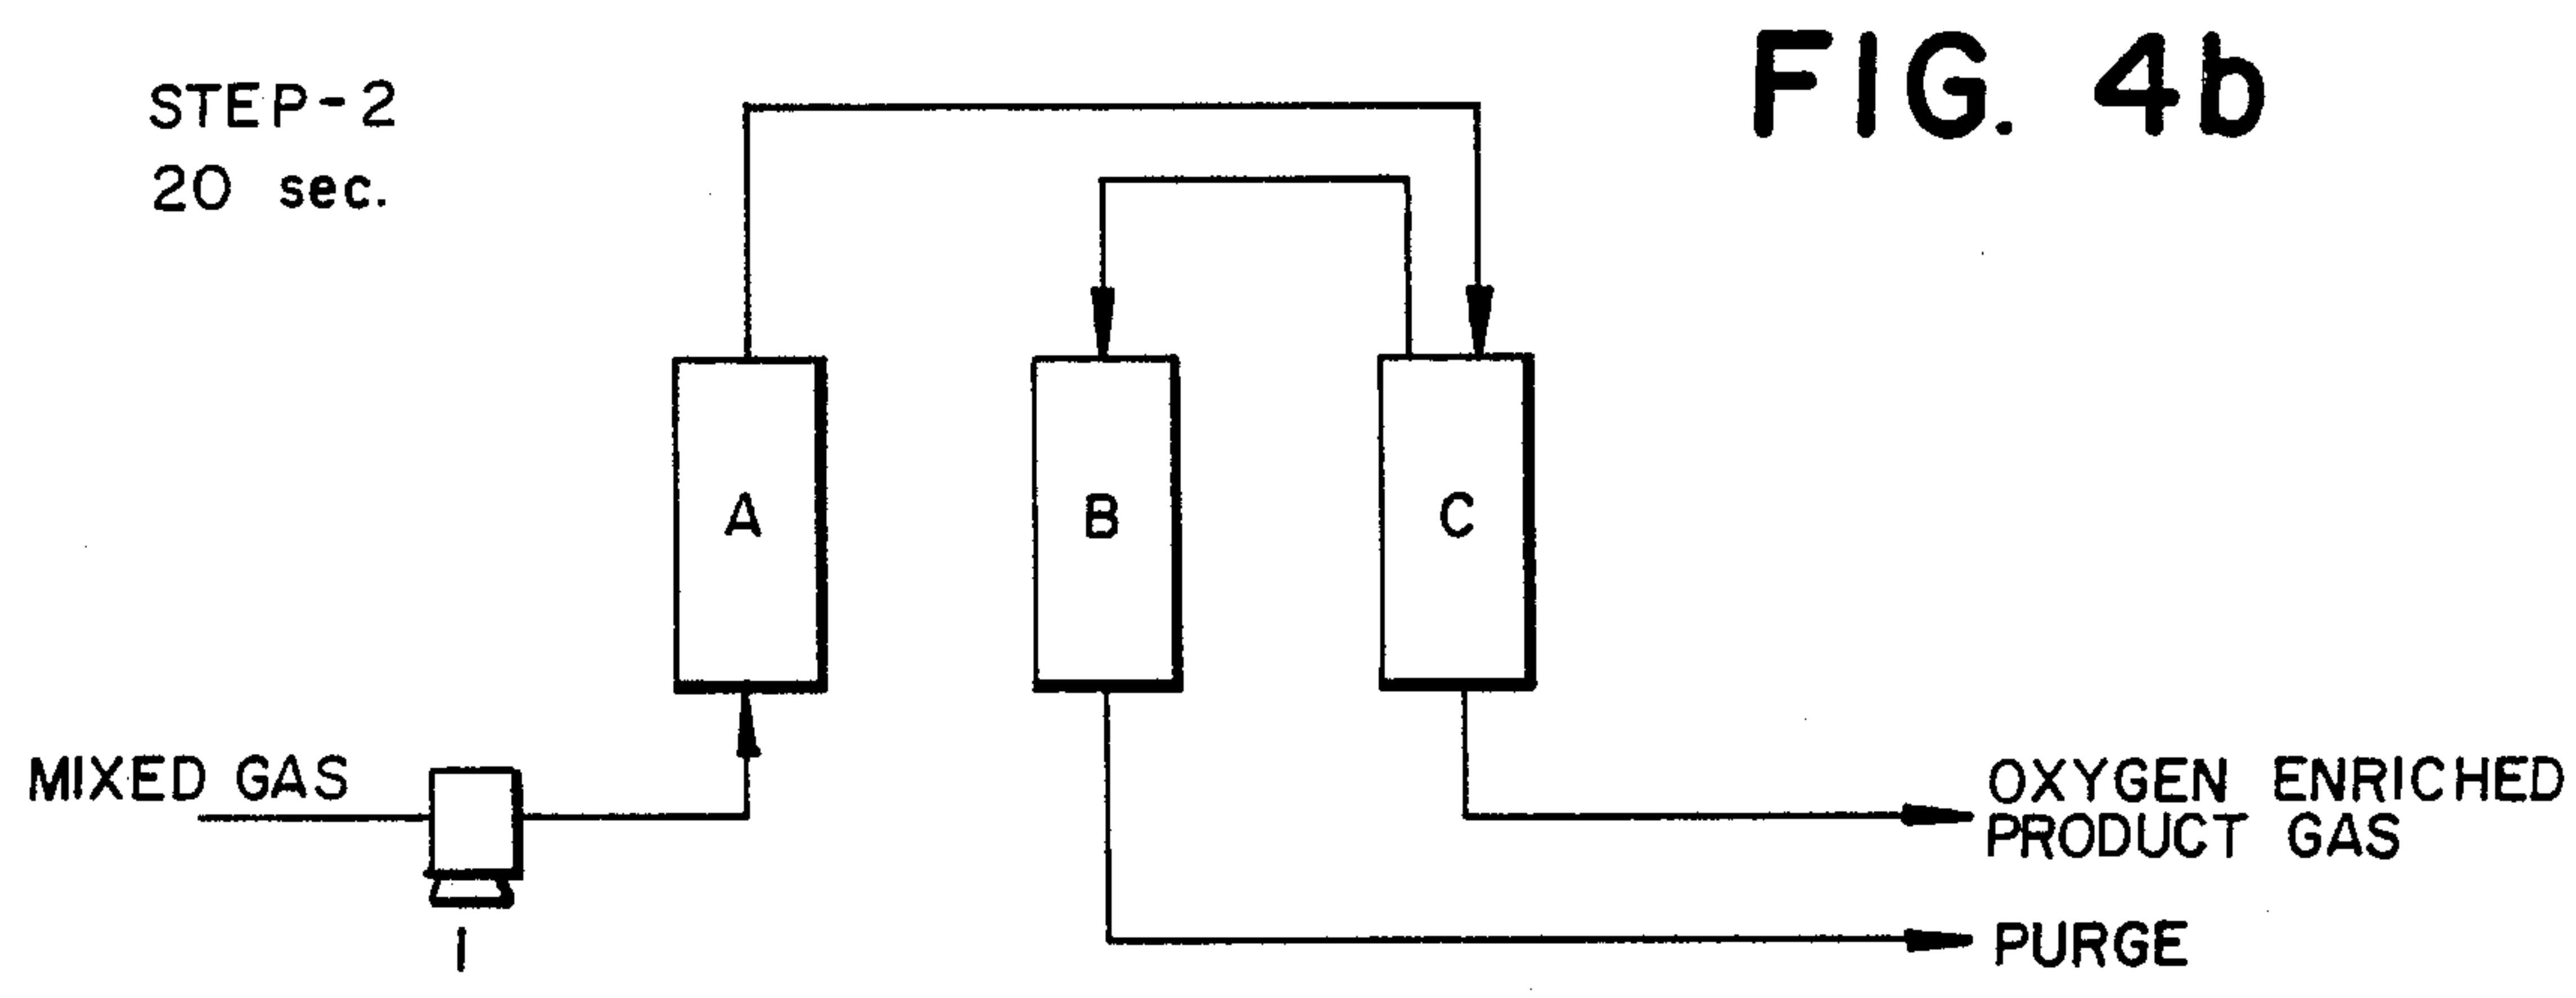 FIG. 4b
STEP-2
20 sec.
A
B
C
MIXED GAS
1
OXYGEN ENRICHED
PRODUCT GAS
PURGE